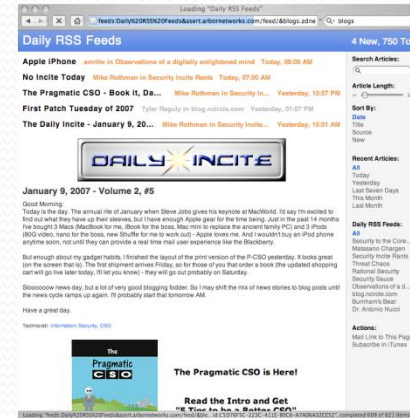 Loading "Daily RSS Feeds"
blogs
Daily RSS Feeds
4 New, 750 To
Apple iPhone amrite in Observations of a digitally enlightened mind Today, 08:00 AM
No Incite Today Mike Rothman in Security Incite Rants Today, 07:00 AM
The Pragmatic CSO - Book it, Da... Mike Rothman in Security In... Yesterday, 10:57 PM
First Patch Tuesday of 2007 Tyler Reguly in blog.ncircle.com Yesterday, 01:57 PM
The Daily Incite - January 9, 20... Mike Rothman in Security Incite... Yesterday, 10:01 AM
DAILY INCITE
January 9, 2007 - Volume 2, #5
Good Morning:
Today is the day. The annual rite of January when Steve Jobs gives his keynote at MacWorld. I'd say I'm excited to
find out what they have up their sleeves, but I have enough Apple gear for the time being. Just in the past 14 months
I've bought 3 Macs (MacBook for me, iBook for the boss, Mac mini to replace the ancient family PC) and 3 iPods
(80G video, nano for the boss, new Shuffle for me to work out) - Apple loves me. And I wouldn't buy an iPod phone
anytime soon, not until they can provide a real time mail user experience like the Blackberry.
But enough about my gadget habits, I finished the layout of the print version of the P-CSO yesterday. It looks great
(on the screen that is). The first shipment arrives Friday, so for those of you that order a book (the updated shopping
cart will go live later today, I'll let you know) - they will go out probably on Saturday.
Sloooooow news day, but a lot of very good blogging fodder. So I may shift the mix of news stories to blog posts until
the news cycle ramps up again. I'll probably start that tomorrow AM.
Have a great day.
Technorati: Information Security, CSO
The
Pragmatic
CSO
The Pragmatic CSO is Here!
Read the Intro and Get
"5 Tips to be a Better CSO"
Search Articles:
Article Length:
Sort By:
Date
Title
Source
New
Recent Articles:
All
Today
Yesterday
Last Seven Days
This Month
Last Month
Daily RSS Feeds:
All
Security to the Core...
Matasano Chargen
Security Incite Rants
Threat Chaos
Rational Security
Security Sauce
Observations of a d...
blog.ncircle.com
Burnham's Beat
Dr. Antonio Nucci
Actions:
Mail Link to This Page
Subscribe in iTunes